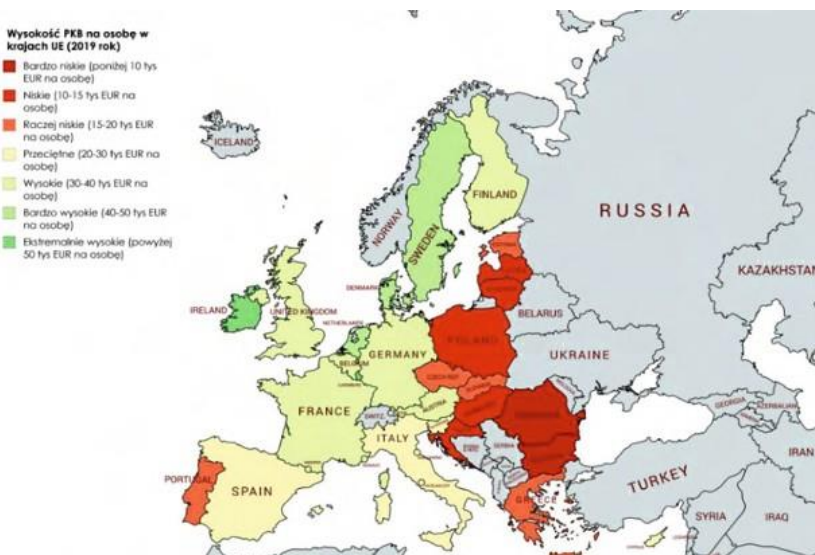 Wysokość PKB na osobę w
krajach UE (2019 rok)
Bardzo niskie (poniżej 10 tys
EUR na osobę)
Niskie (10-15 tys EUR na
osobę)
Raczej niskie (15-20 tys EUR
na osobę)
Przeciętne (20-30 tys EUR na
osobę)
Wysokie (30-40 tys EUR na
osobę)
Bardzo wysokie (40-50 tys EUR
na osobę)
Ekstremalnie wysokie (powyżej
50 tys EUR na osobę)
ICELAND
NORWAY
SWEDEN
FINLAND
RUSSIA
ESTONIA
KAZAKHSTAN
DENMARK
IRELAND
UNITED KINGDOM
NETHERLANDS
BELARUS
POLAND
GERMANY
BELGIUM
UKRAINE
LUXEMBOURG
CZECH REP.
AUSTRIA
FRANCE
SWITZ.
ITALY
SERBIA
GEORGIA
AZERBAIJAN
PORTUGAL
SPAIN
GREECE
TURKEY
IRAN
SYRIA
IRAQ